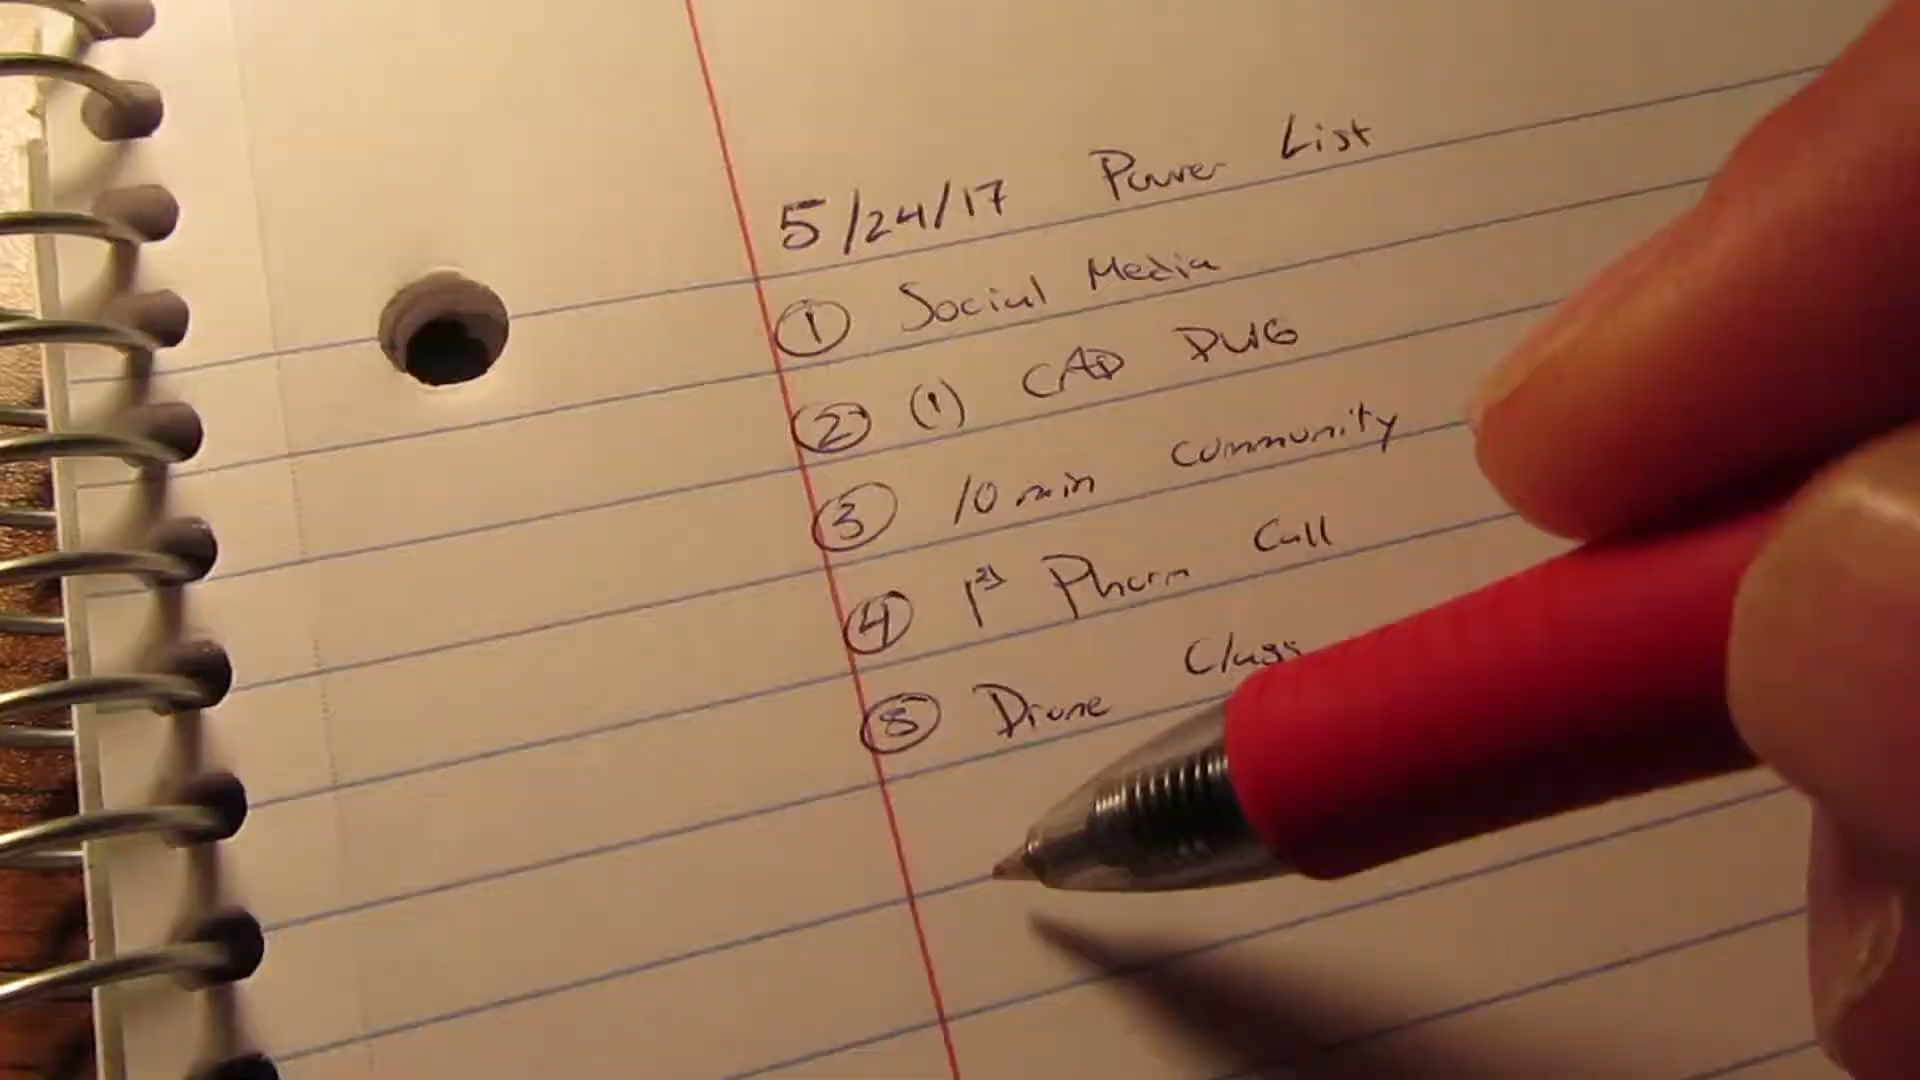 5/24/17 Power List
① Social Media
② (1) CAD DWG
③ 10 min community
④ Pharm Call
⑤ Drone Class